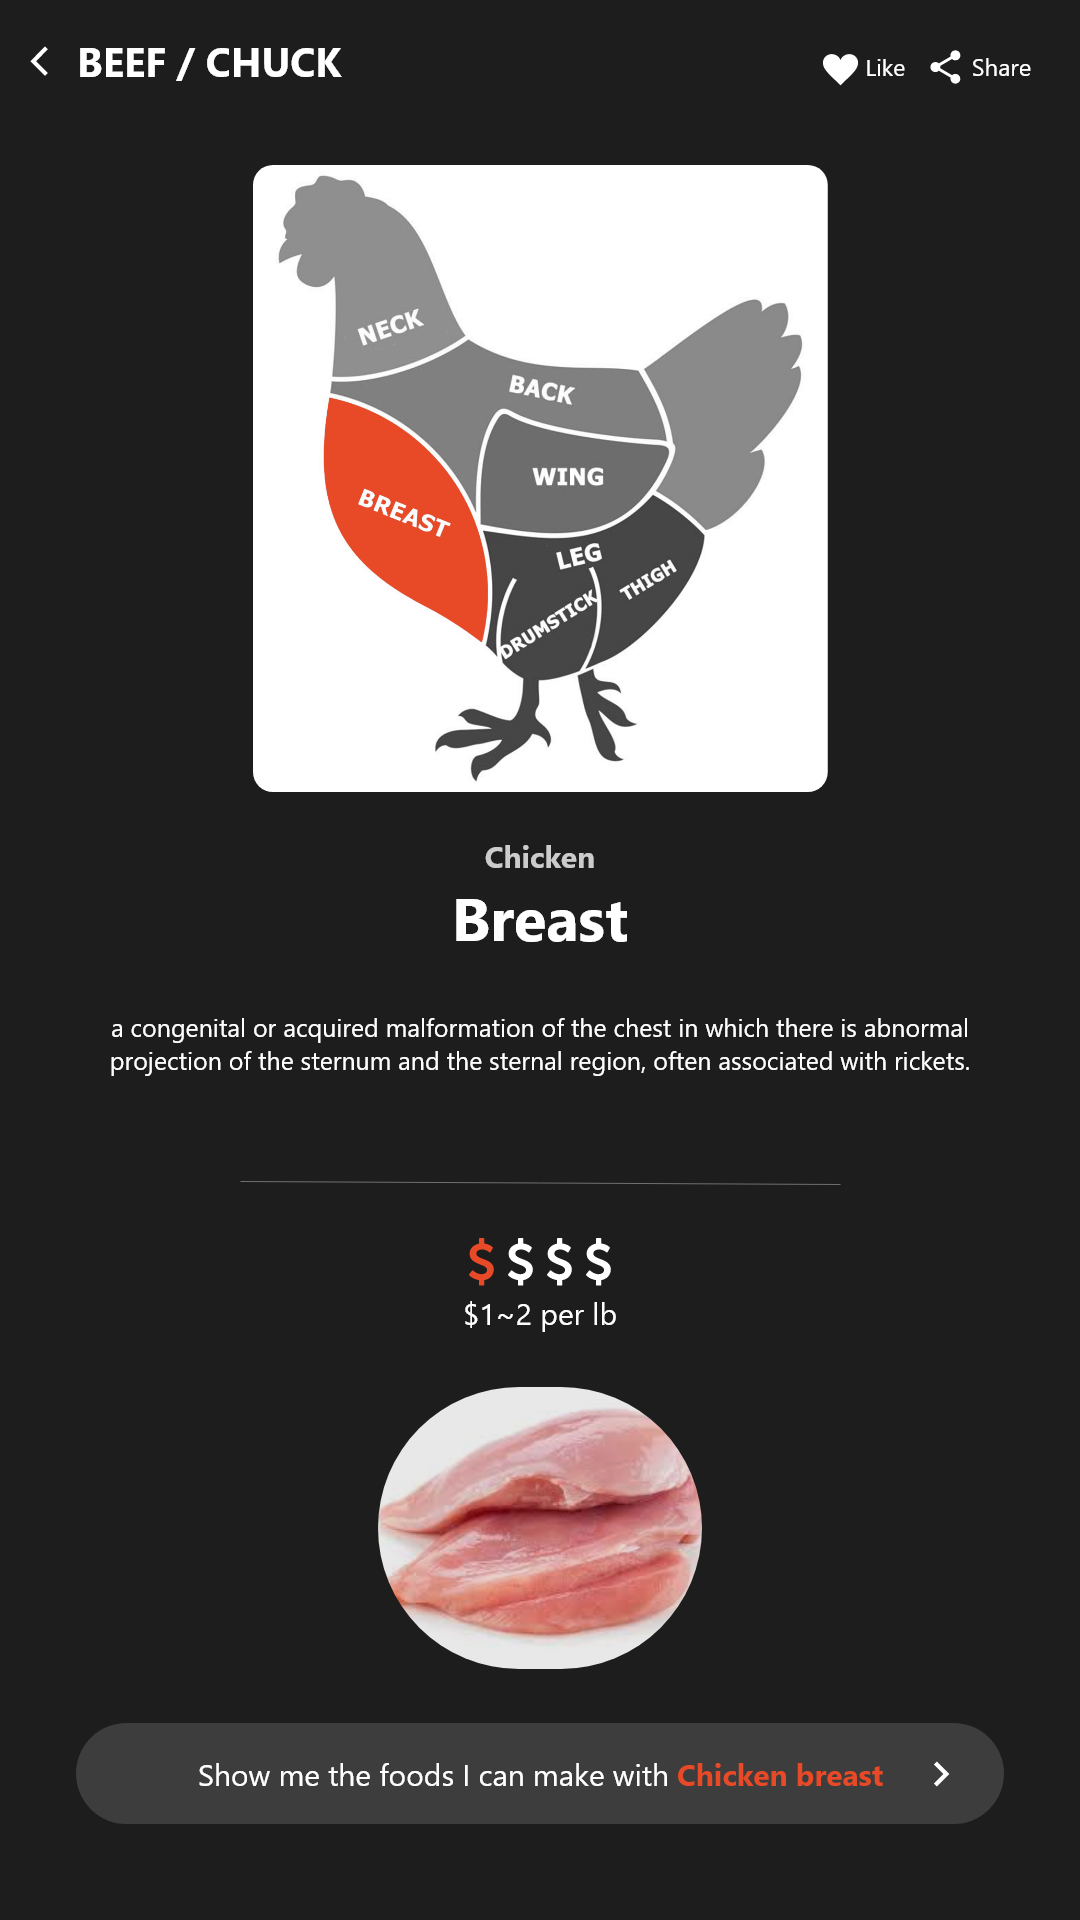 BEEF / CHUCK
Like
Share
NECK
BACK
WING
BREAST
LEG
THIGH
DRUMSTICK
Chicken
Breast
a congenital or acquired malformation of the chest in which there is abnormal
projection of the sternum and the sternal region, often associated with rickets.
$ $ $ $
$1~2 per lb
Show me the foods I can make with Chicken breast